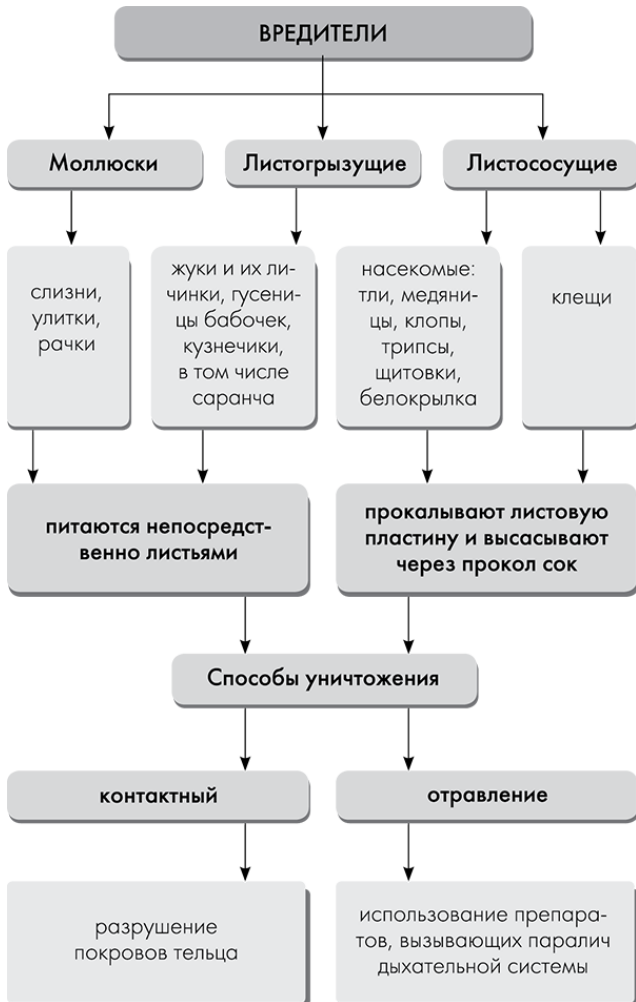 ВРЕДИТЕЛИ
Моллюски
Листогрызущие
Листососущие
слизни,
улитки,
рачки
жуки и их ли-
чинки, гусени-
цы бабочек,
кузнечики,
в том числе
саранча
насекомые:
тли, медяни-
цы, клопы,
трипсы,
щитовки,
белокрылка
клещи
питаются непосредст-
венно листьями
прокалывают листовую
пластину и высасывают
через прокол сок
Способы уничтожения
контактный
отравление
разрушение
покровов тельца
использование препара-
тов, вызывающих паралич
дыхательной системы